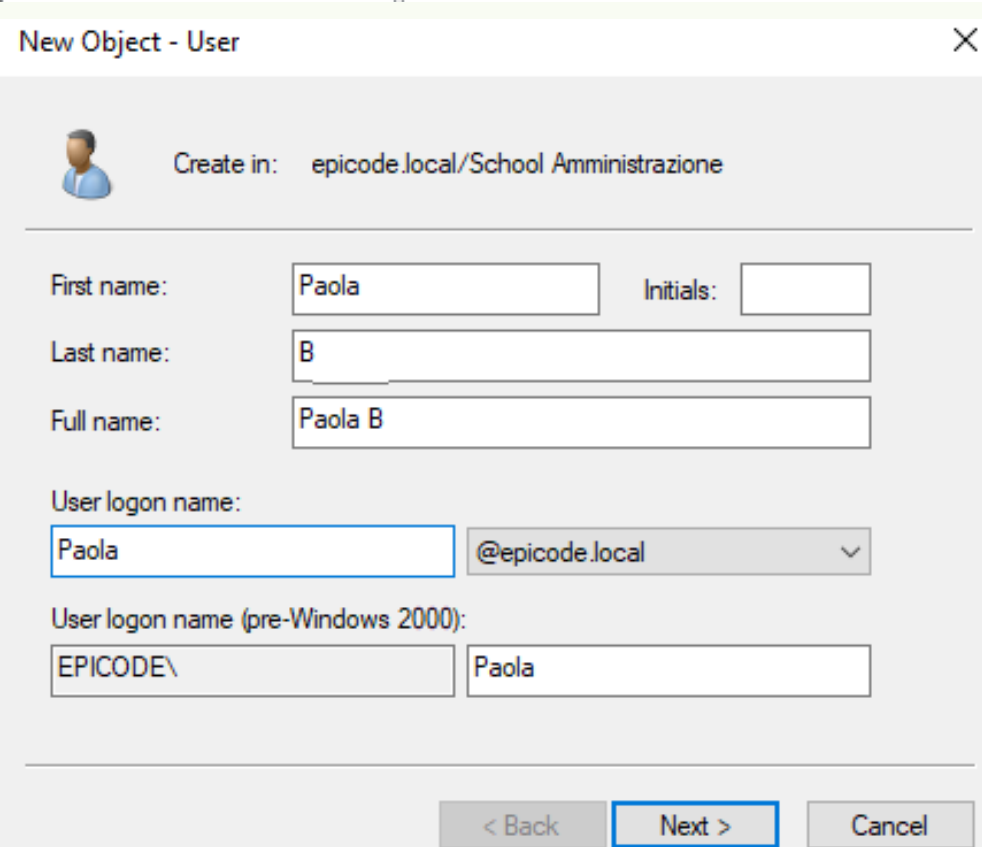 New Object - User
Create in: epicode.local/School Amministrazione
First name: Paola Initials:
Last name: B
Full name: Paola B
User logon name:
Paola @epicode.local
User logon name (pre-Windows 2000):
EPICODE\ Paola
< Back Next > Cancel